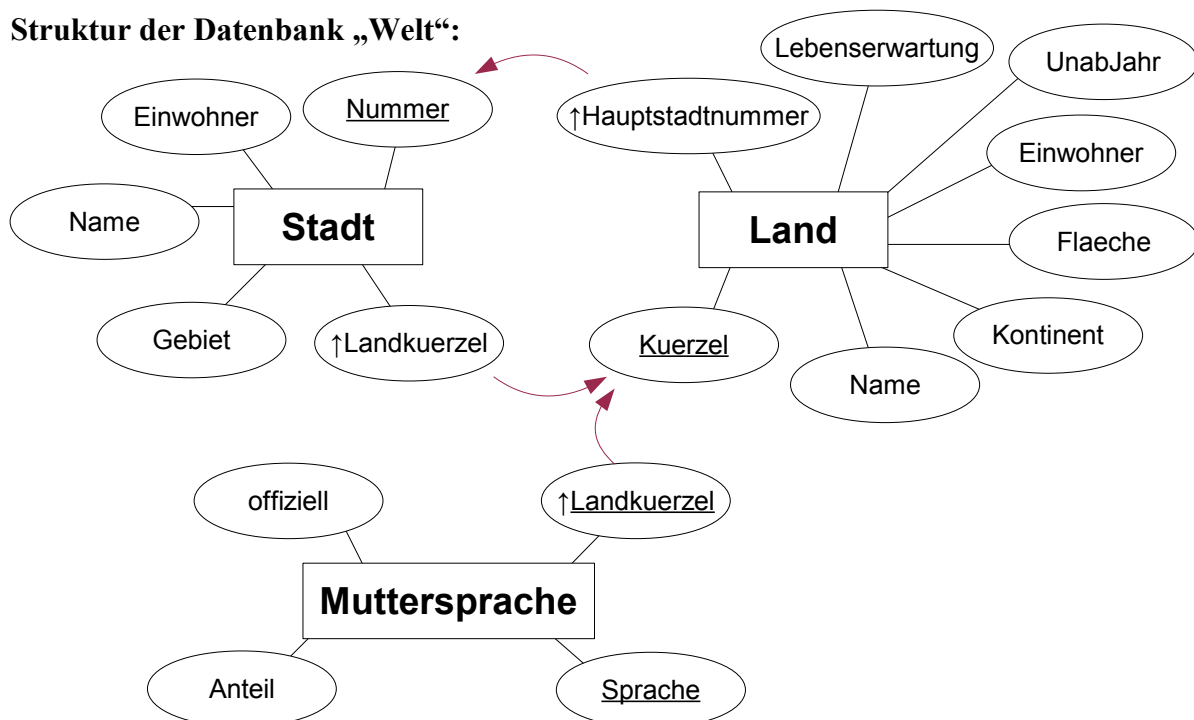 Struktur der Datenbank „Welt“:
Lebenserwartung
UnabJahr
Einwohner
Nummer
↑Hauptstadtnummer
Einwohner
Name
Stadt
Land
Flaeche
Gebiet
↑Landkuerzel
Kuerzel
Kontinent
Name
offiziell
↑Landkuerzel
Muttersprache
Anteil
Sprache